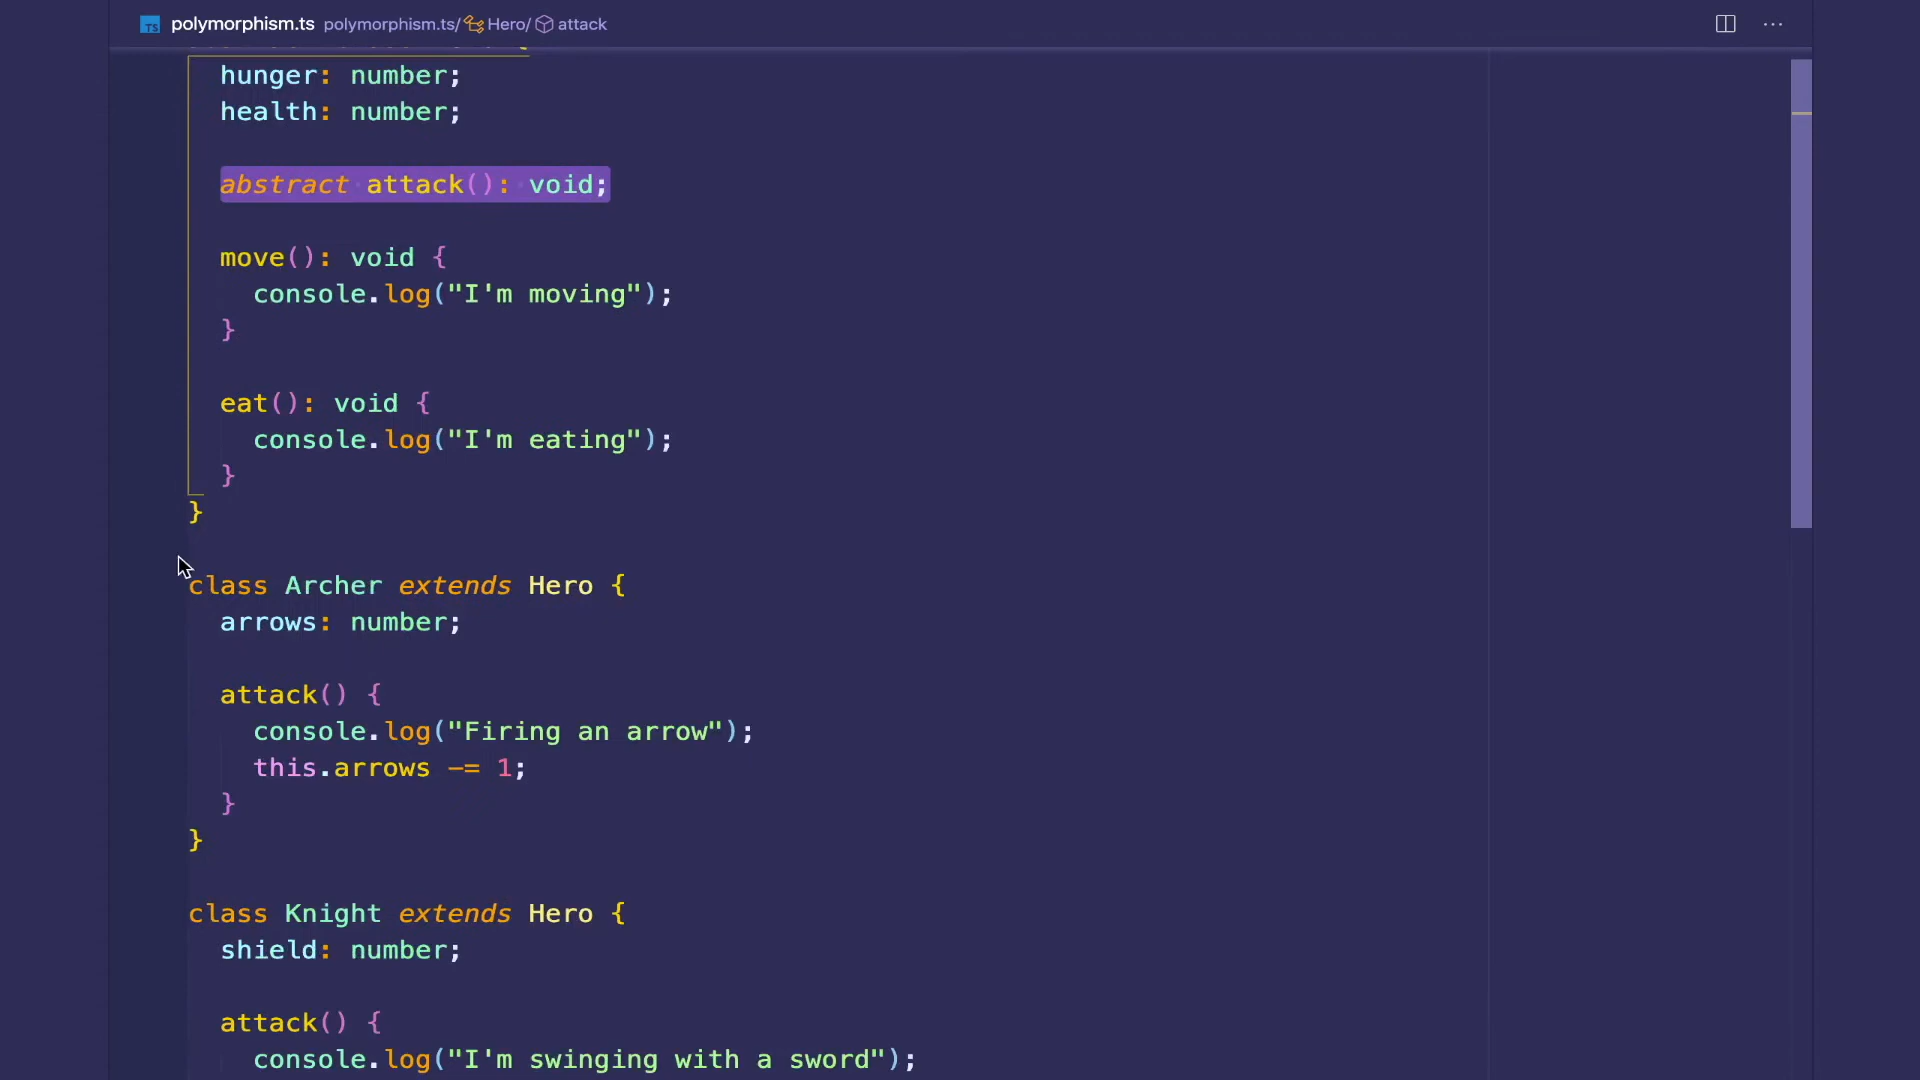 polymorphism.ts polymorphism.ts/ Hero/ attack
hunger: number;
health: number;
abstract attack(): void;
move(): void {
console.log("I'm moving");
}
eat(): void {
console.log("I'm eating");
}
}
class Archer extends Hero {
arrows: number;
attack() {
console.log("Firing an arrow");
this.arrows -= 1;
}
}
class Knight extends Hero {
shield: number;
attack() {
console.log("I'm swinging with a sword");